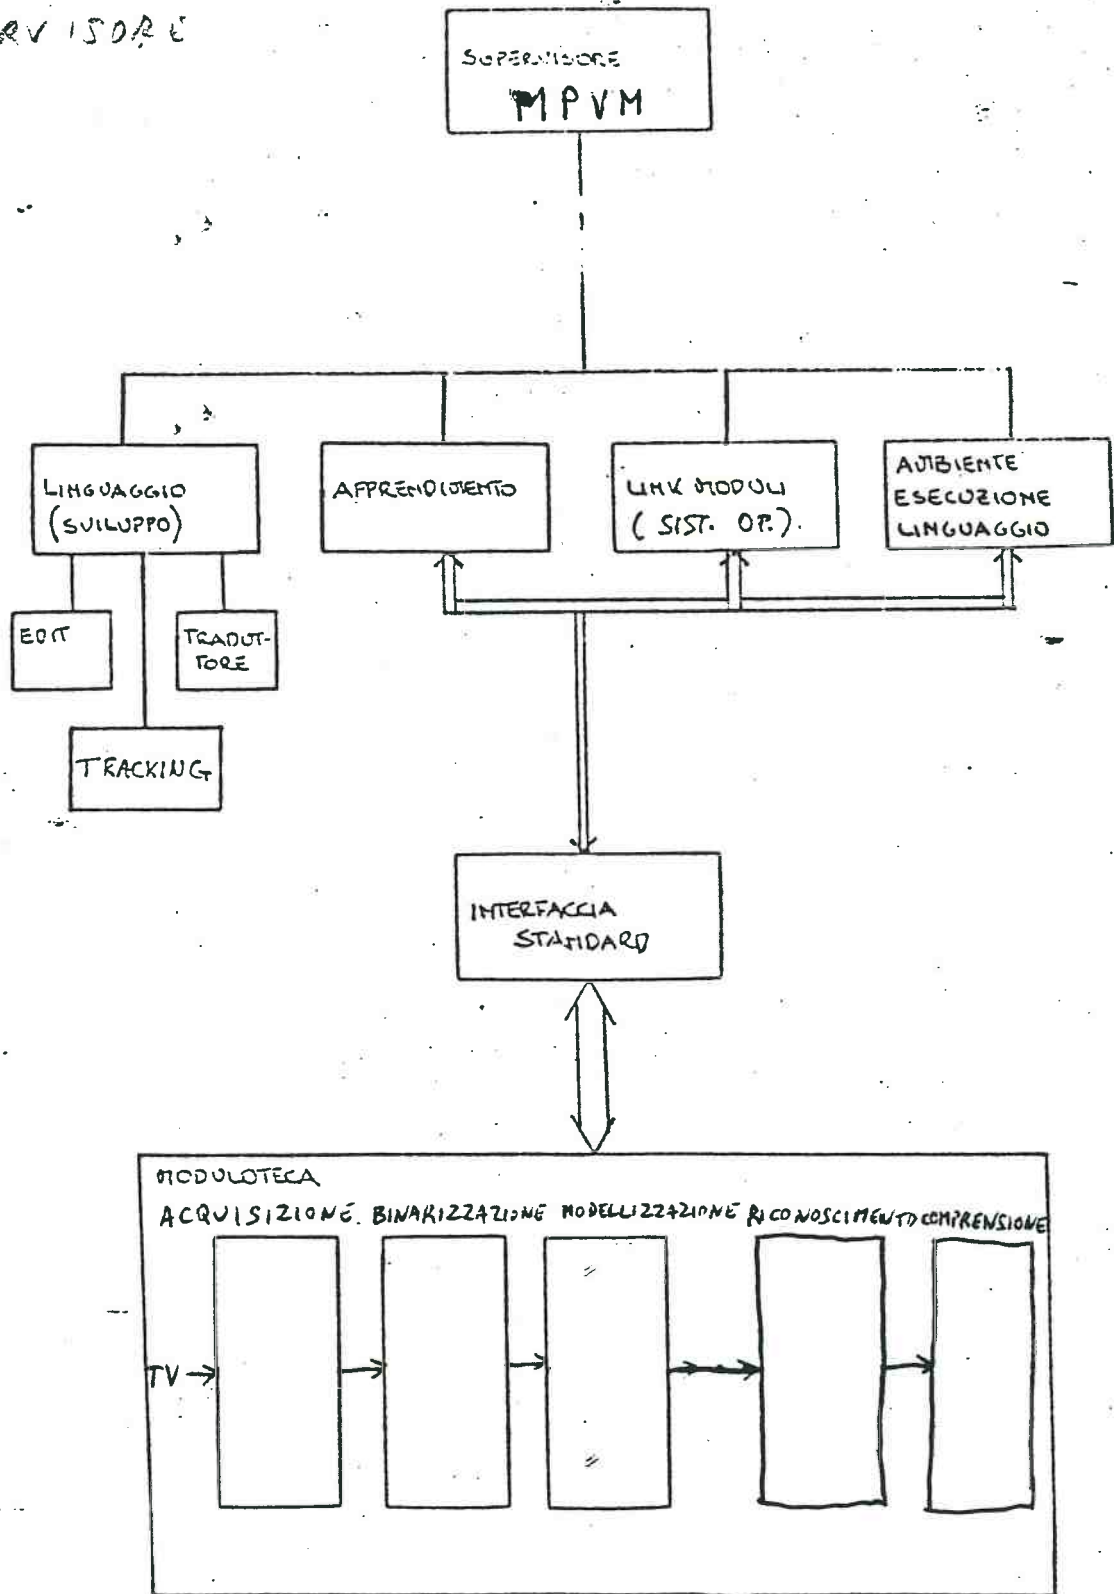 SUPERVISORE
MPVM
LINGUAGGIO
(SVILUPPO)
APPRENDIMENTO
LINK MODULI
(SIST. OP.).
AMBIENTE
ESECUZIONE
LINGUAGGIO
EDIT
TRADUT-
TORE
TRACKING
INTERFACCIA
STANDARD
MODULOTECA
ACQUISIZIONE. BINARIZZAZIONE MODELLIZZAZIONE RICONOSCIMENTO COMPRENSIONE
TV